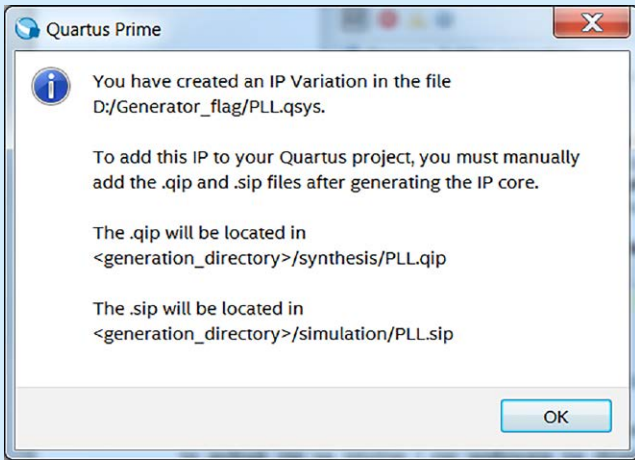 Quartus Prime
You have created an IP Variation in the file
D:/Generator_flag/PLL.qsys.
To add this IP to your Quartus project, you must manually
add the .qip and .sip files after generating the IP core.
The .qip will be located in
<generation_directory>/synthesis/PLL.qip
The .sip will be located in
<generation_directory>/simulation/PLL.sip
OK